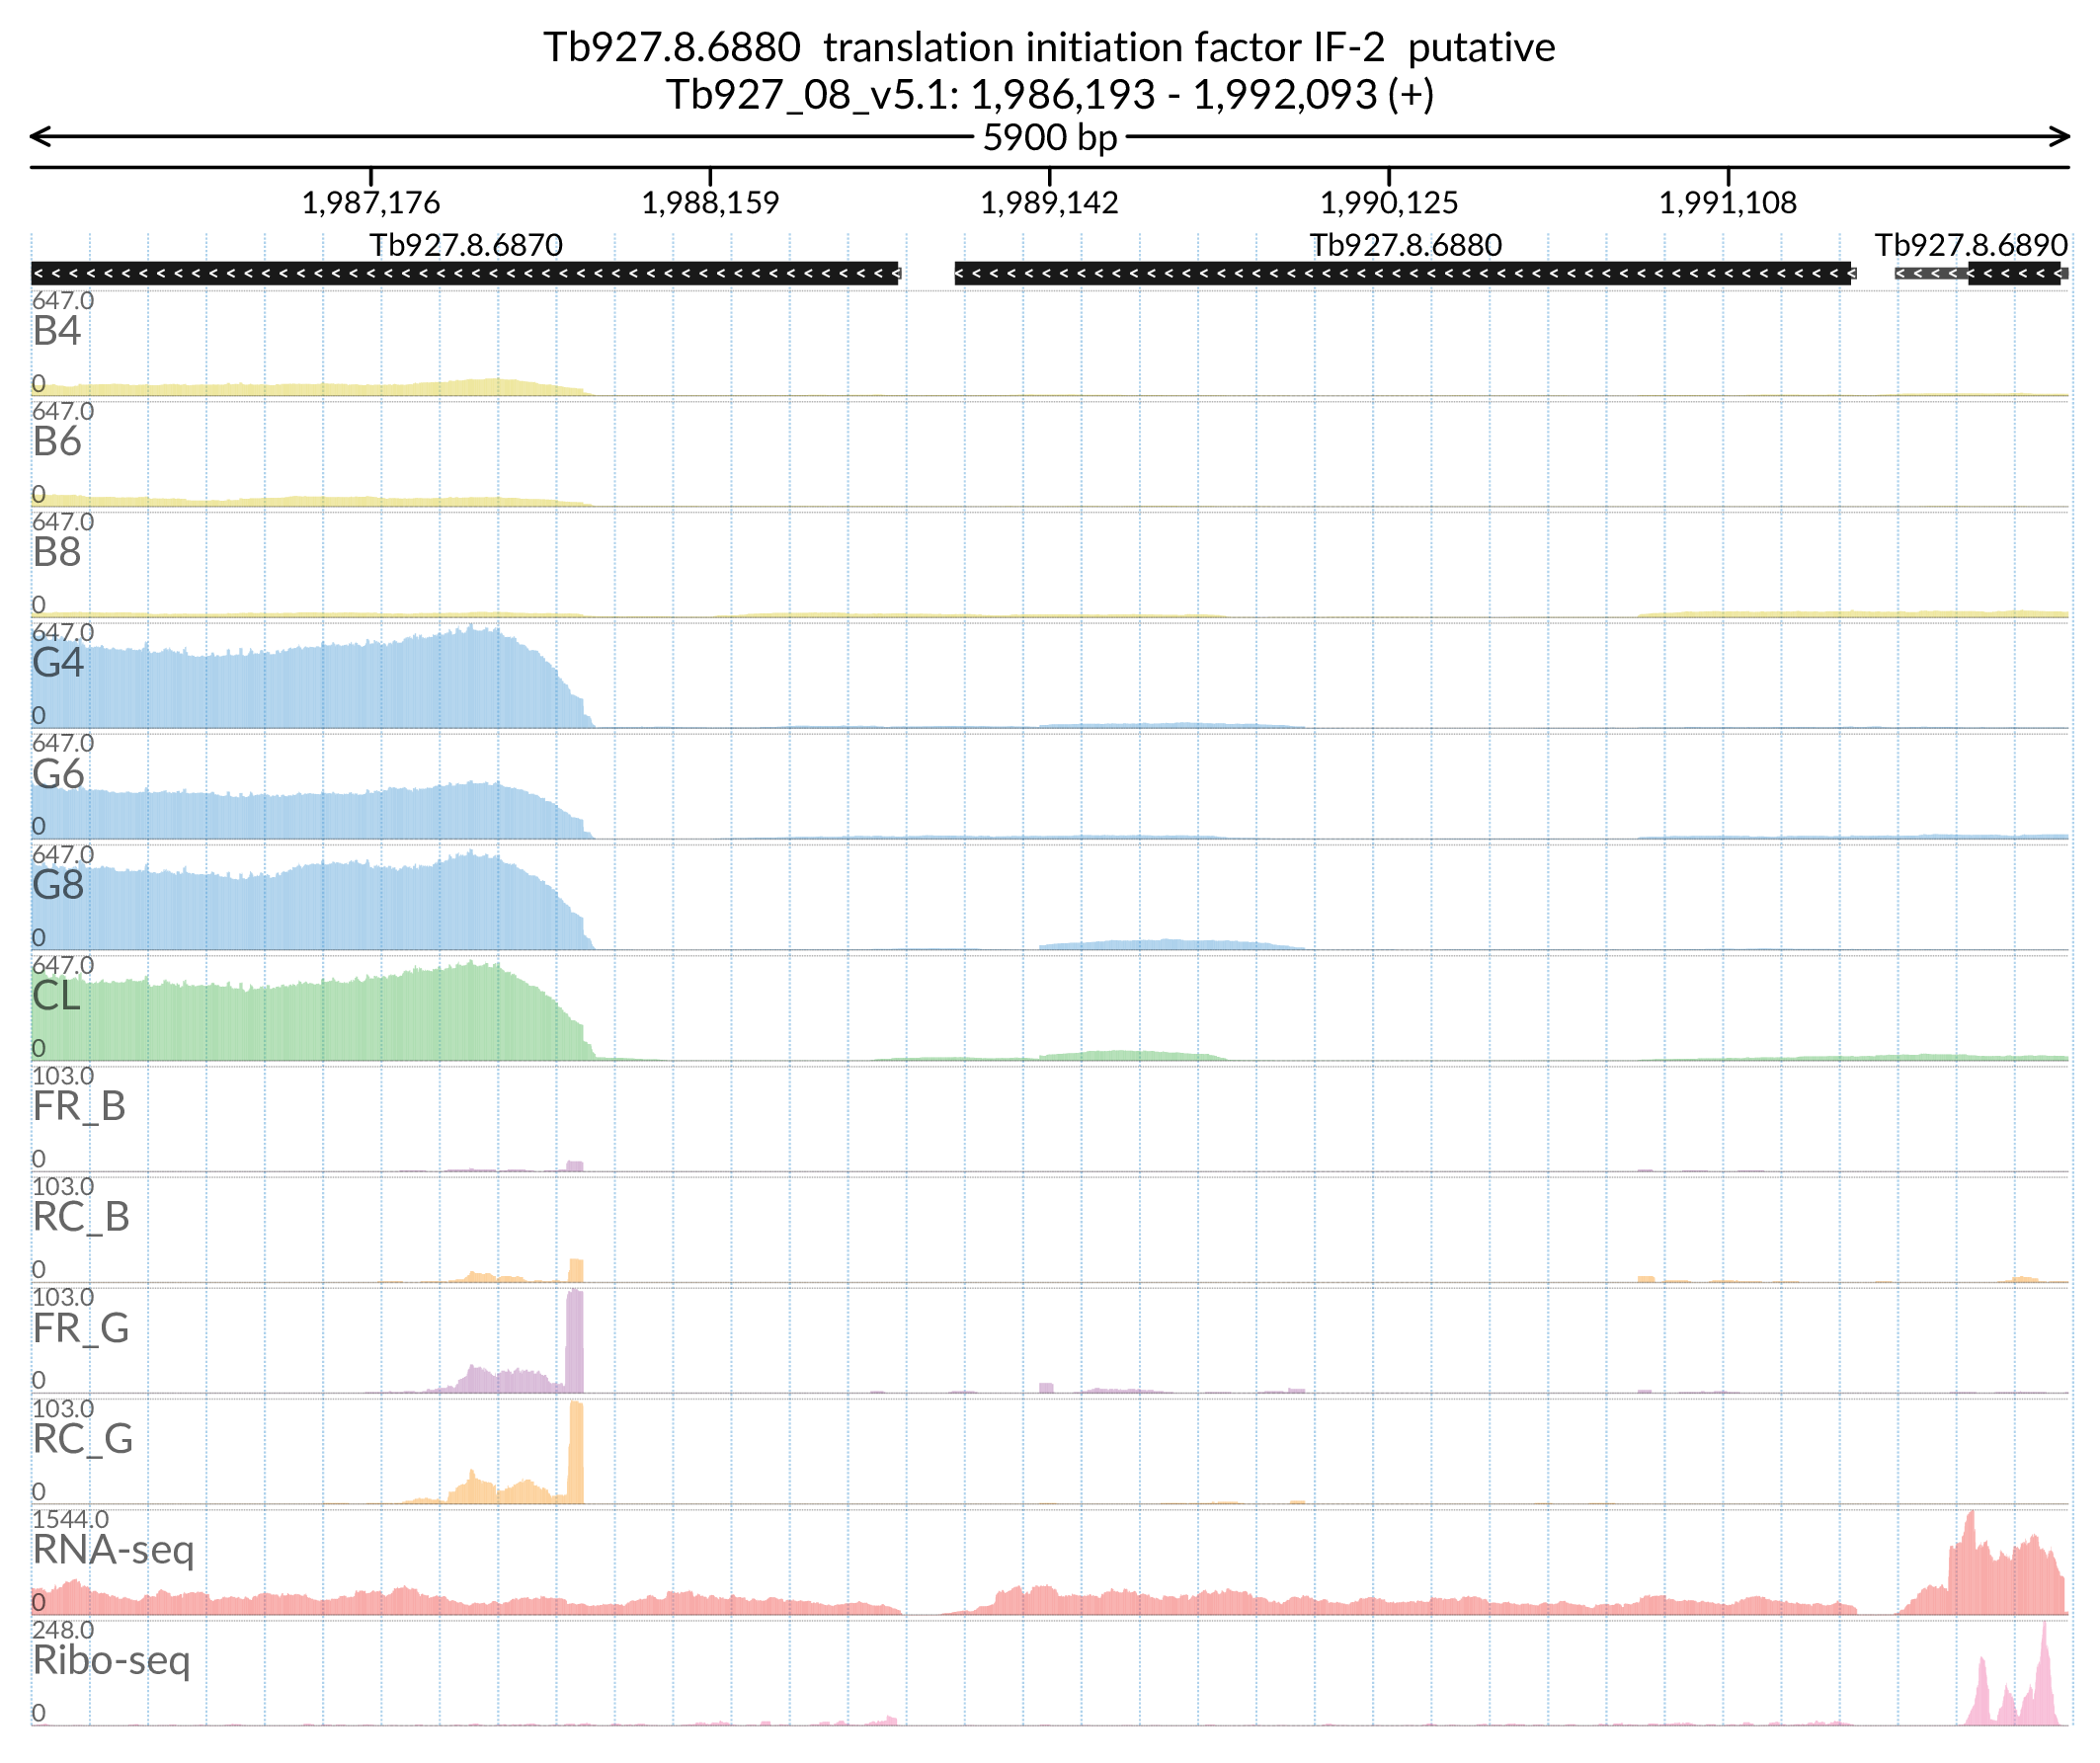 Tb927.8.6880  translation initiation factor IF-2  putative
Tb927_08_v5.1: 1,986,193 - 1,992,093 (+)
5900 bp
1,987,176 1,988,159 1,989,142 1,990,125 1,991,108
Tb927.8.6870 Tb927.8.6880 Tb927.8.6890
647.0
B4
0
647.0
B6
0
647.0
B8
0
647.0
G4
0
647.0
G6
0
647.0
G8
0
647.0
CL
0
103.0
FR_B
0
103.0
RC_B
0
103.0
FR_G
0
103.0
RC_G
0
1544.0
RNA-seq
0
248.0
Ribo-seq
0